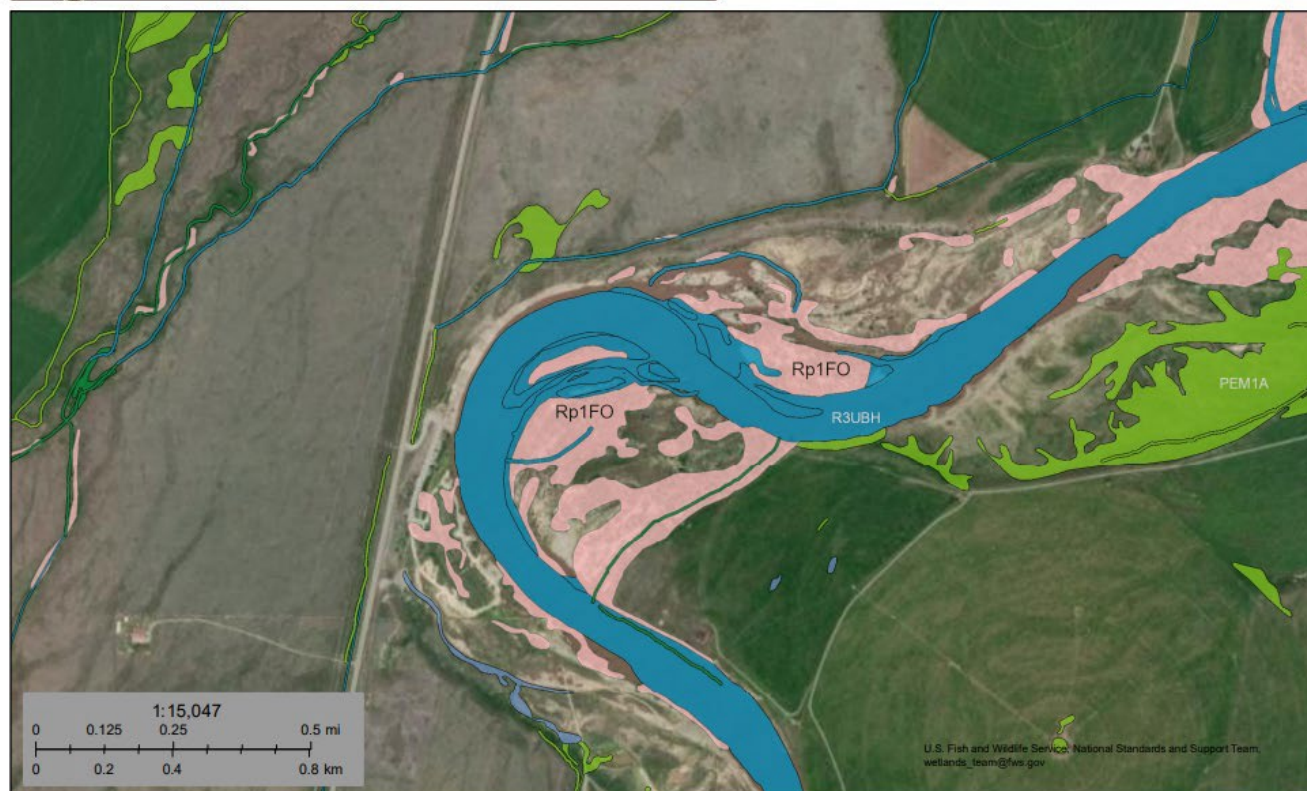 Rp1FO
PEM1A
Rp1FO
R3UBH
1:15,047
0 0.125 0.25 0.5 mi
0 0.2 0.4 0.8 km
U.S. Fish and Wildlife Service, National Standards and Support Team,
wetlands_team@fws.gov